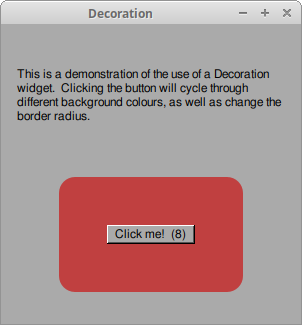 Decoration
This is a demonstration of the use of a Decoration
widget.  Clicking the button will cycle through
different background colours, as well as change the
border radius.
Click me!  (8)